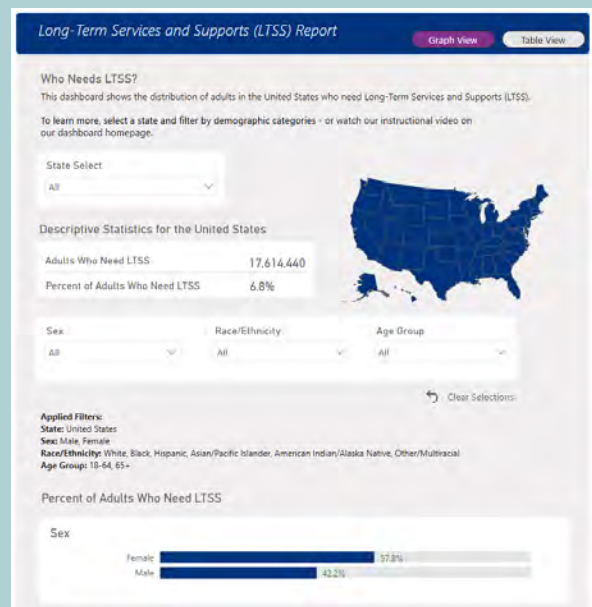 Long-Term Services and Supports (LTSS) Report
Graph View
Table View
Who Needs LTSS?
This dashboard shows the distribution of adults in the United States who need Long-Term Services and Supports (LTSS).
To learn more, select a state and filter by demographic categories - or watch our instructional video on
our dashboard homepage.
State Select
All
Descriptive Statistics for the United States
Adults Who Need LTSS 17,614,440
Percent of Adults Who Need LTSS 6.8%
Sex Race/Ethnicity Age Group
All All All
Clear Selections
Applied Filters:
State: United States
Sex: Male, Female
Race/Ethnicity: White, Black, Hispanic, Asian/Pacific Islander, American Indian/Alaska Native, Other/Multiracial
Age Group: 18-64, 65+
Percent of Adults Who Need LTSS
Sex
Female 57.8%
Male 42.2%